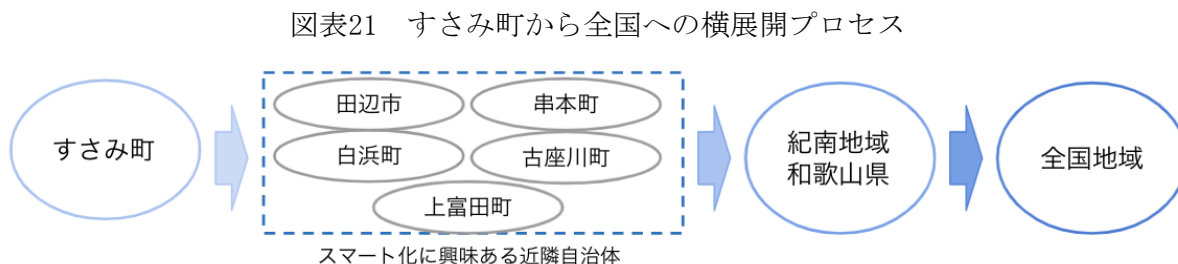 図表21　すさみ町から全国への横展開プロセス
すさみ町
田辺市
串本町
白浜町
古座川町
上富田町
スマート化に興味ある近隣自治体
紀南地域
和歌山県
全国地域